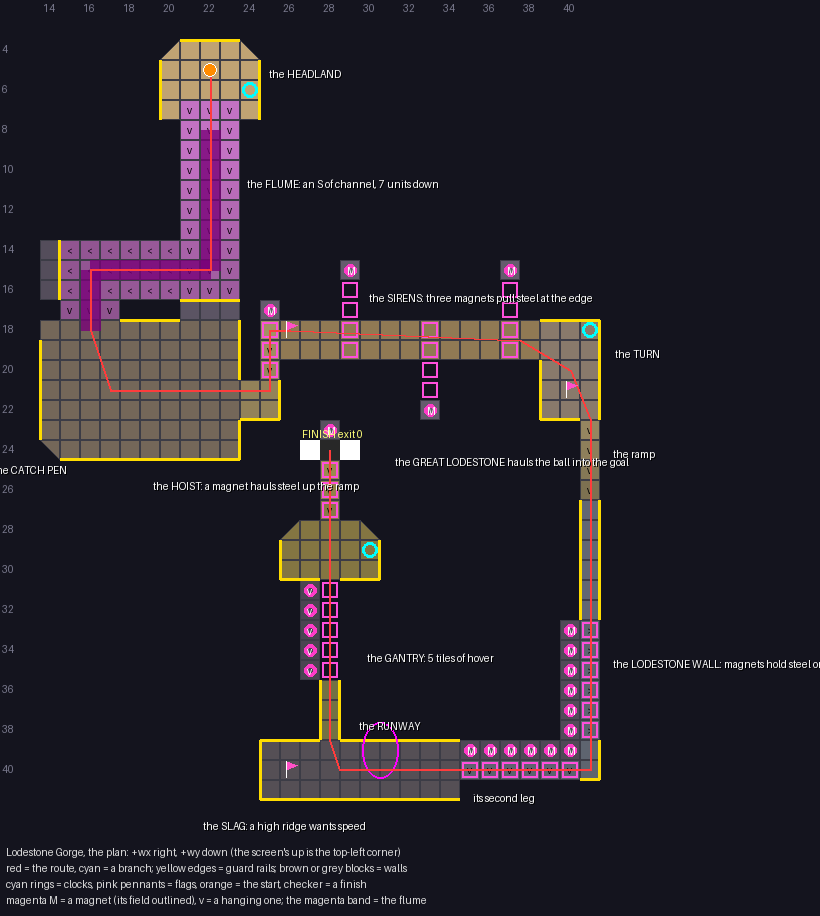 14 16 18 20 22 24 26 28 30 32 34 36 38 40
4
the HEADLAND
6
8
the FLUME: an S of channel, 7 units down
10
12
14
16
the SIRENS: three magnets pull steel at the edge
18
the TURN
20
22
FINISH exit 0
24
the ramp
the GREAT LODESTONE hauls the ball into the goal
he CATCH PEN
26
the HOIST: a magnet hauls steel up the ramp
28
30
32
34
the GANTRY: 5 tiles of hover
the LODESTONE WALL: magnets hold steel or
36
38
the RUNWAY
40
its second leg
the SLAG: a high ridge wants speed
Lodestone Gorge, the plan: +wx right, +wy down (the screen's up is the top-left corner)
red = the route, cyan = a branch; yellow edges = guard rails; brown or grey blocks = walls
cyan rings = clocks, pink pennants = flags, orange = the start, checker = a finish
magenta M = a magnet (its field outlined), v = a hanging one; the magenta band = the flume